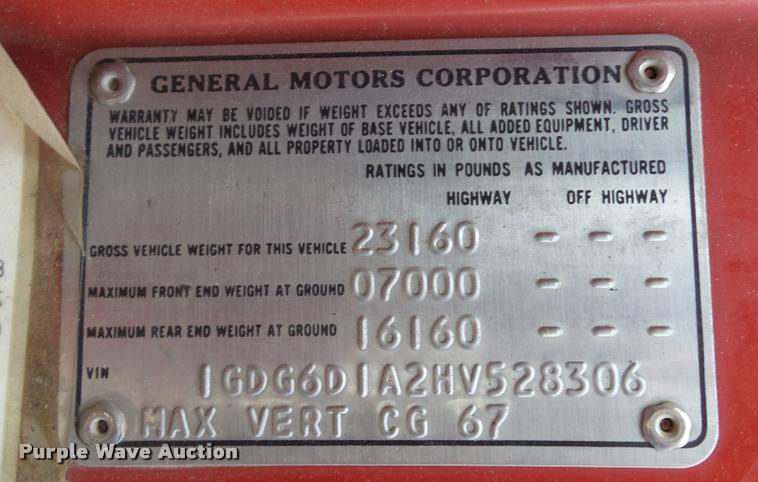 GENERAL MOTORS CORPORATION
WARRANTY MAY BE VOIDED IF WEIGHT EXCEEDS ANY OF RATINGS SHOWN. GROSS
VEHICLE WEIGHT INCLUDES WEIGHT OF BASE VEHICLE, ALL ADDED EQUIPMENT, DRIVER
AND PASSENGERS, AND ALL PROPERTY LOADED INTO OR ONTO VEHICLE.
RATINGS IN POUNDS AS MANUFACTURED
HIGHWAY OFF HIGHWAY
GROSS VEHICLE WEIGHT FOR THIS VEHICLE 23160 - - -
MAXIMUM FRONT END WEIGHT AT GROUND 07000 - - -
MAXIMUM REAR END WEIGHT AT GROUND 16160 - - -
VIN 1GDG6D1A2HV528306
MAX VERT CG 67
Purple Wave Auction